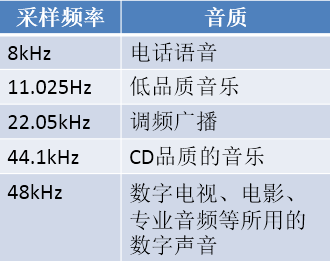 采样频率 音质
8kHz 电话语音
11.025Hz 低品质音乐
22.05kHz 调频广播
44.1kHz CD品质的音乐
48kHz 数字电视、电影、
专业音频等所用的
数字声音